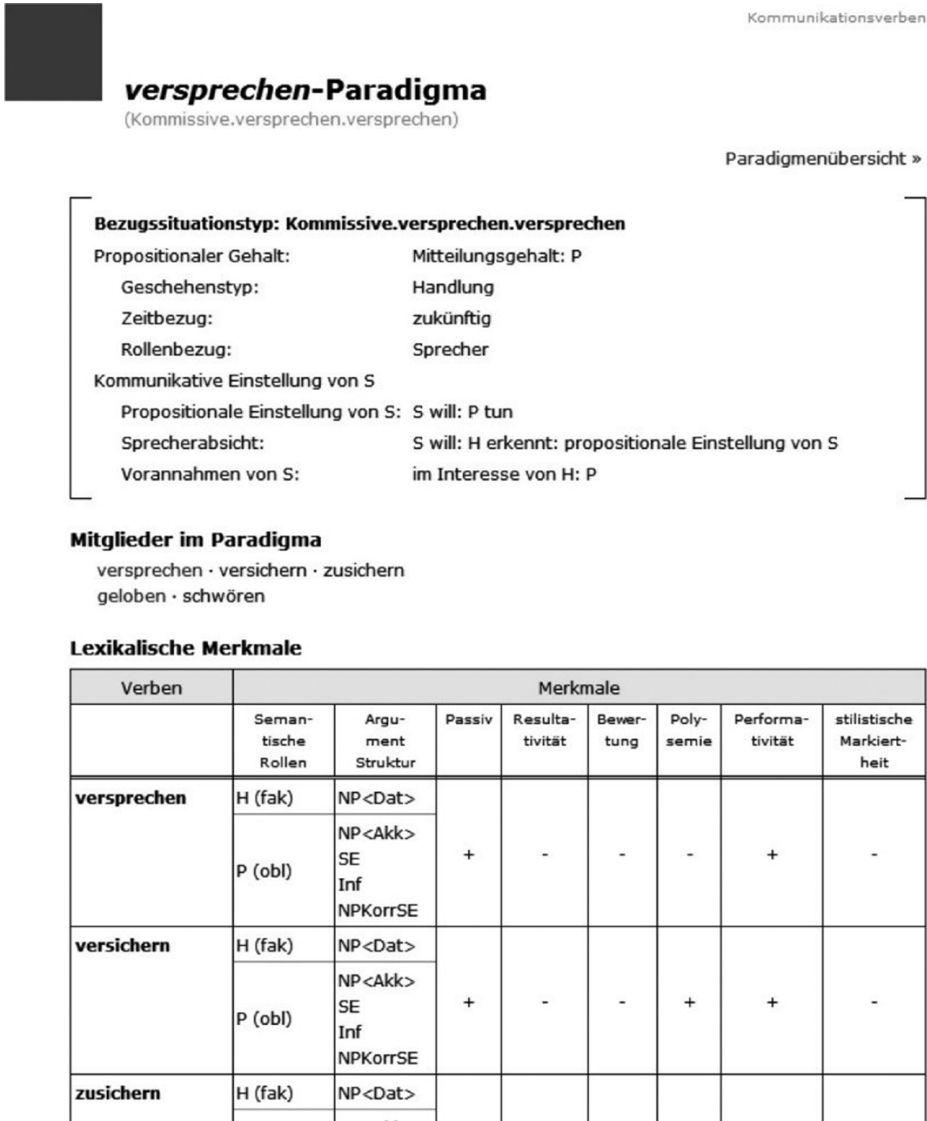 Kommunikationsverben
versprechen-Paradigma
(Kommissive.versprechen.versprechen)
Paradigmenübersicht »
Bezugssituationstyp: Kommissive.versprechen.versprechen
Propositionaler Gehalt: Mitteilungsgehalt: P
Geschehenstyp: Handlung
Zeitbezug: zukünftig
Rollenbezug: Sprecher
Kommunikative Einstellung von S
Propositionale Einstellung von S: S will: P tun
Sprecherabsicht: S will: H erkennt: propositionale Einstellung von S
Vorannahmen von S: im Interesse von H: P
Mitglieder im Paradigma
versprechen · versichern · zusichern
geloben · schwören
Lexikalische Merkmale
Verben Merkmale
Seman- Argu- Passiv Resulta- Bewer- Poly- Performa- stilistische
tische ment tivität tung semie tivität Markiert-
Rollen Struktur heit
versprechen H (fak) NP<Dat>
NP<Akk>
SE + - - - + -
P (obl)
Inf
NPKorrSE
versichern H (fak) NP<Dat>
NP<Akk>
SE + - - + + -
P (obl)
Inf
NPKorrSE
zusichern H (fak) NP<Dat>